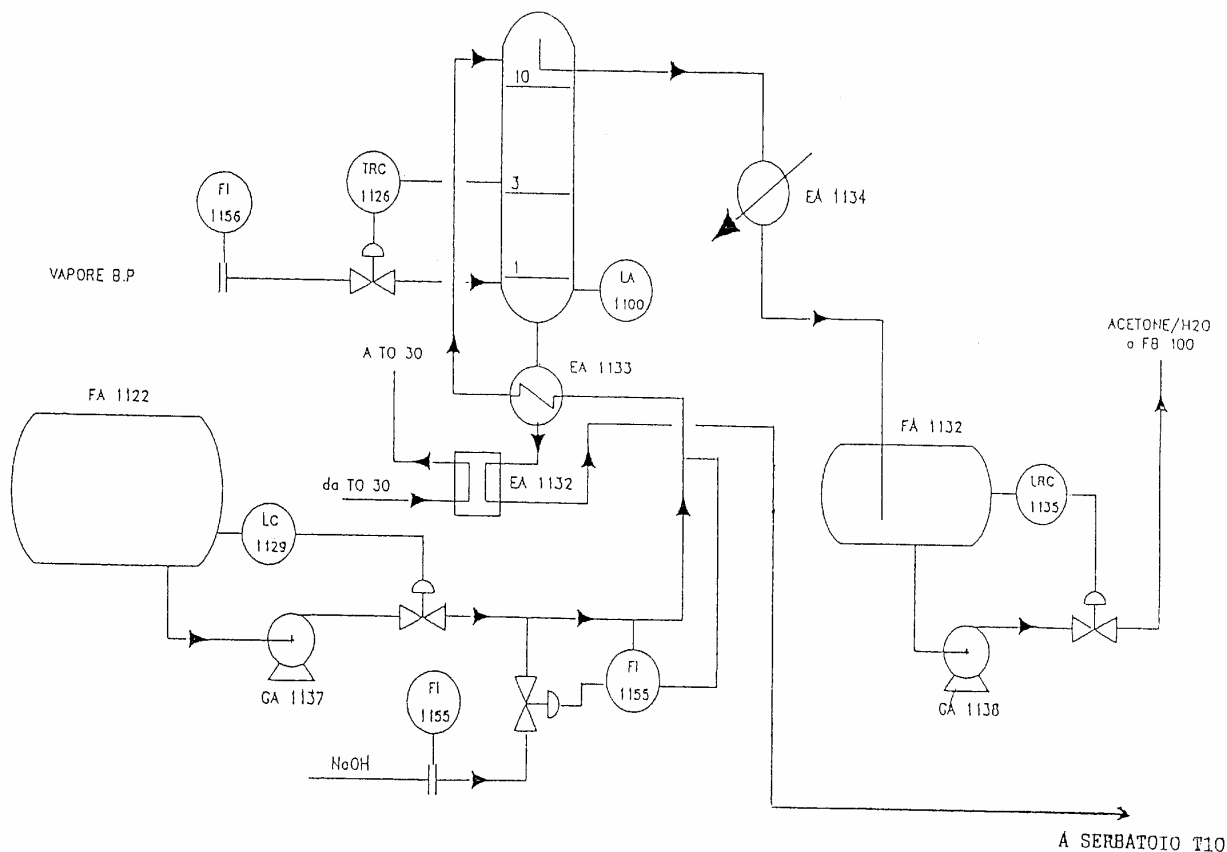 10
TRC
1126
3
FI
1156
EA 1134
VAPORE B.P
1
LA
1100
ACETONE/H2O
a FB 100
A TO 30
EA 1133
FA 1122
FA 1132
da TO 30
EA 1132
LRC
1135
LC
1129
FI
1155
FI
1155
GA 1137
GA 1138
NaOH
A SERBATOIO T10